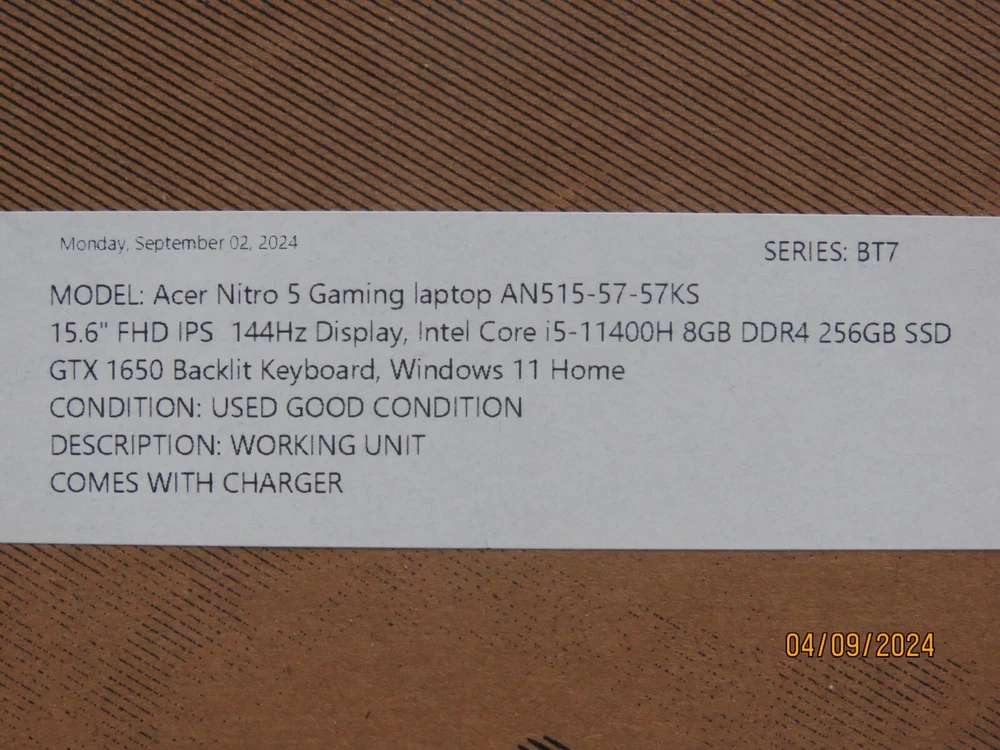 Monday, September 02, 2024
SERIES: BT7
MODEL: Acer Nitro 5 Gaming laptop AN515-57-57KS
15.6" FHD IPS  144Hz Display, Intel Core i5-11400H 8GB DDR4 256GB SSD
GTX 1650 Backlit Keyboard, Windows 11 Home
CONDITION: USED GOOD CONDITION
DESCRIPTION: WORKING UNIT
COMES WITH CHARGER
04/09/2024